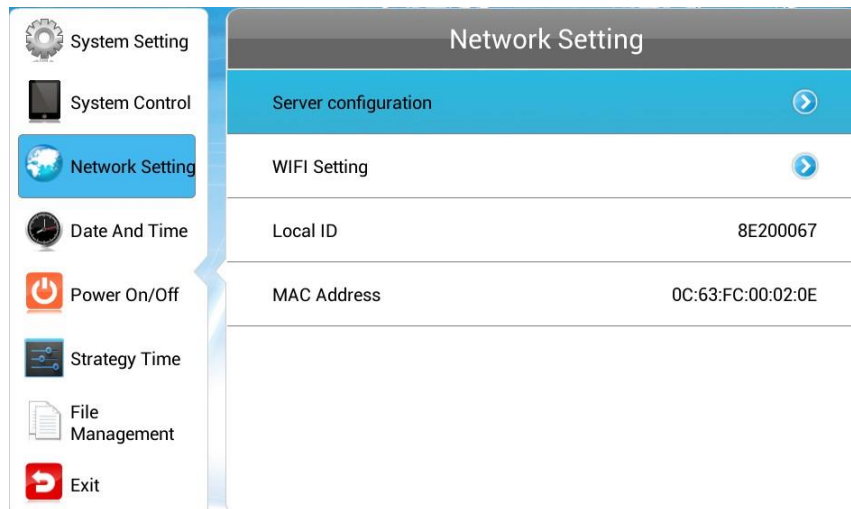 System Setting
System Control
Network Setting
Date And Time
Power On/Off
Strategy Time
File
Management
Exit
Network Setting
Server configuration
WIFI Setting
Local ID 8E200067
MAC Address 0C:63:FC:00:02:0E